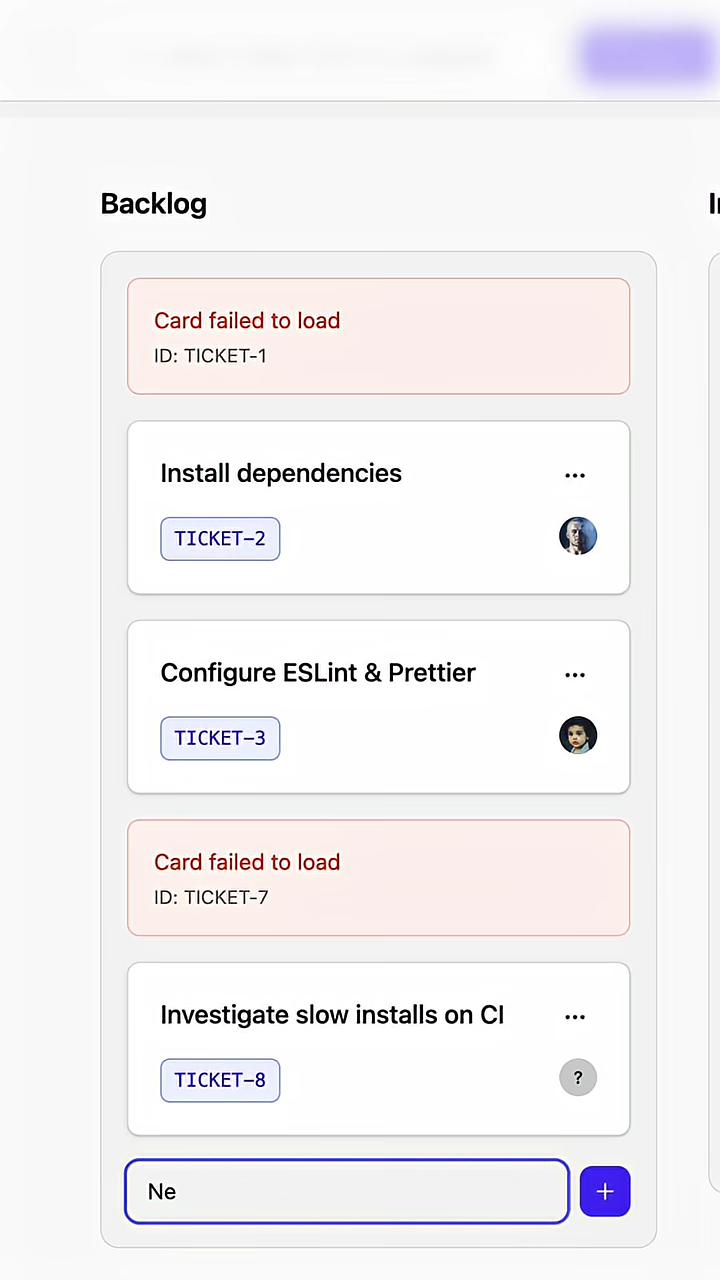 Backlog
Card failed to load
ID: TICKET-1
Install dependencies
...
TICKET-2
Configure ESLint & Prettier
...
TICKET-3
Card failed to load
ID: TICKET-7
Investigate slow installs on CI
...
TICKET-8
?
Ne
+